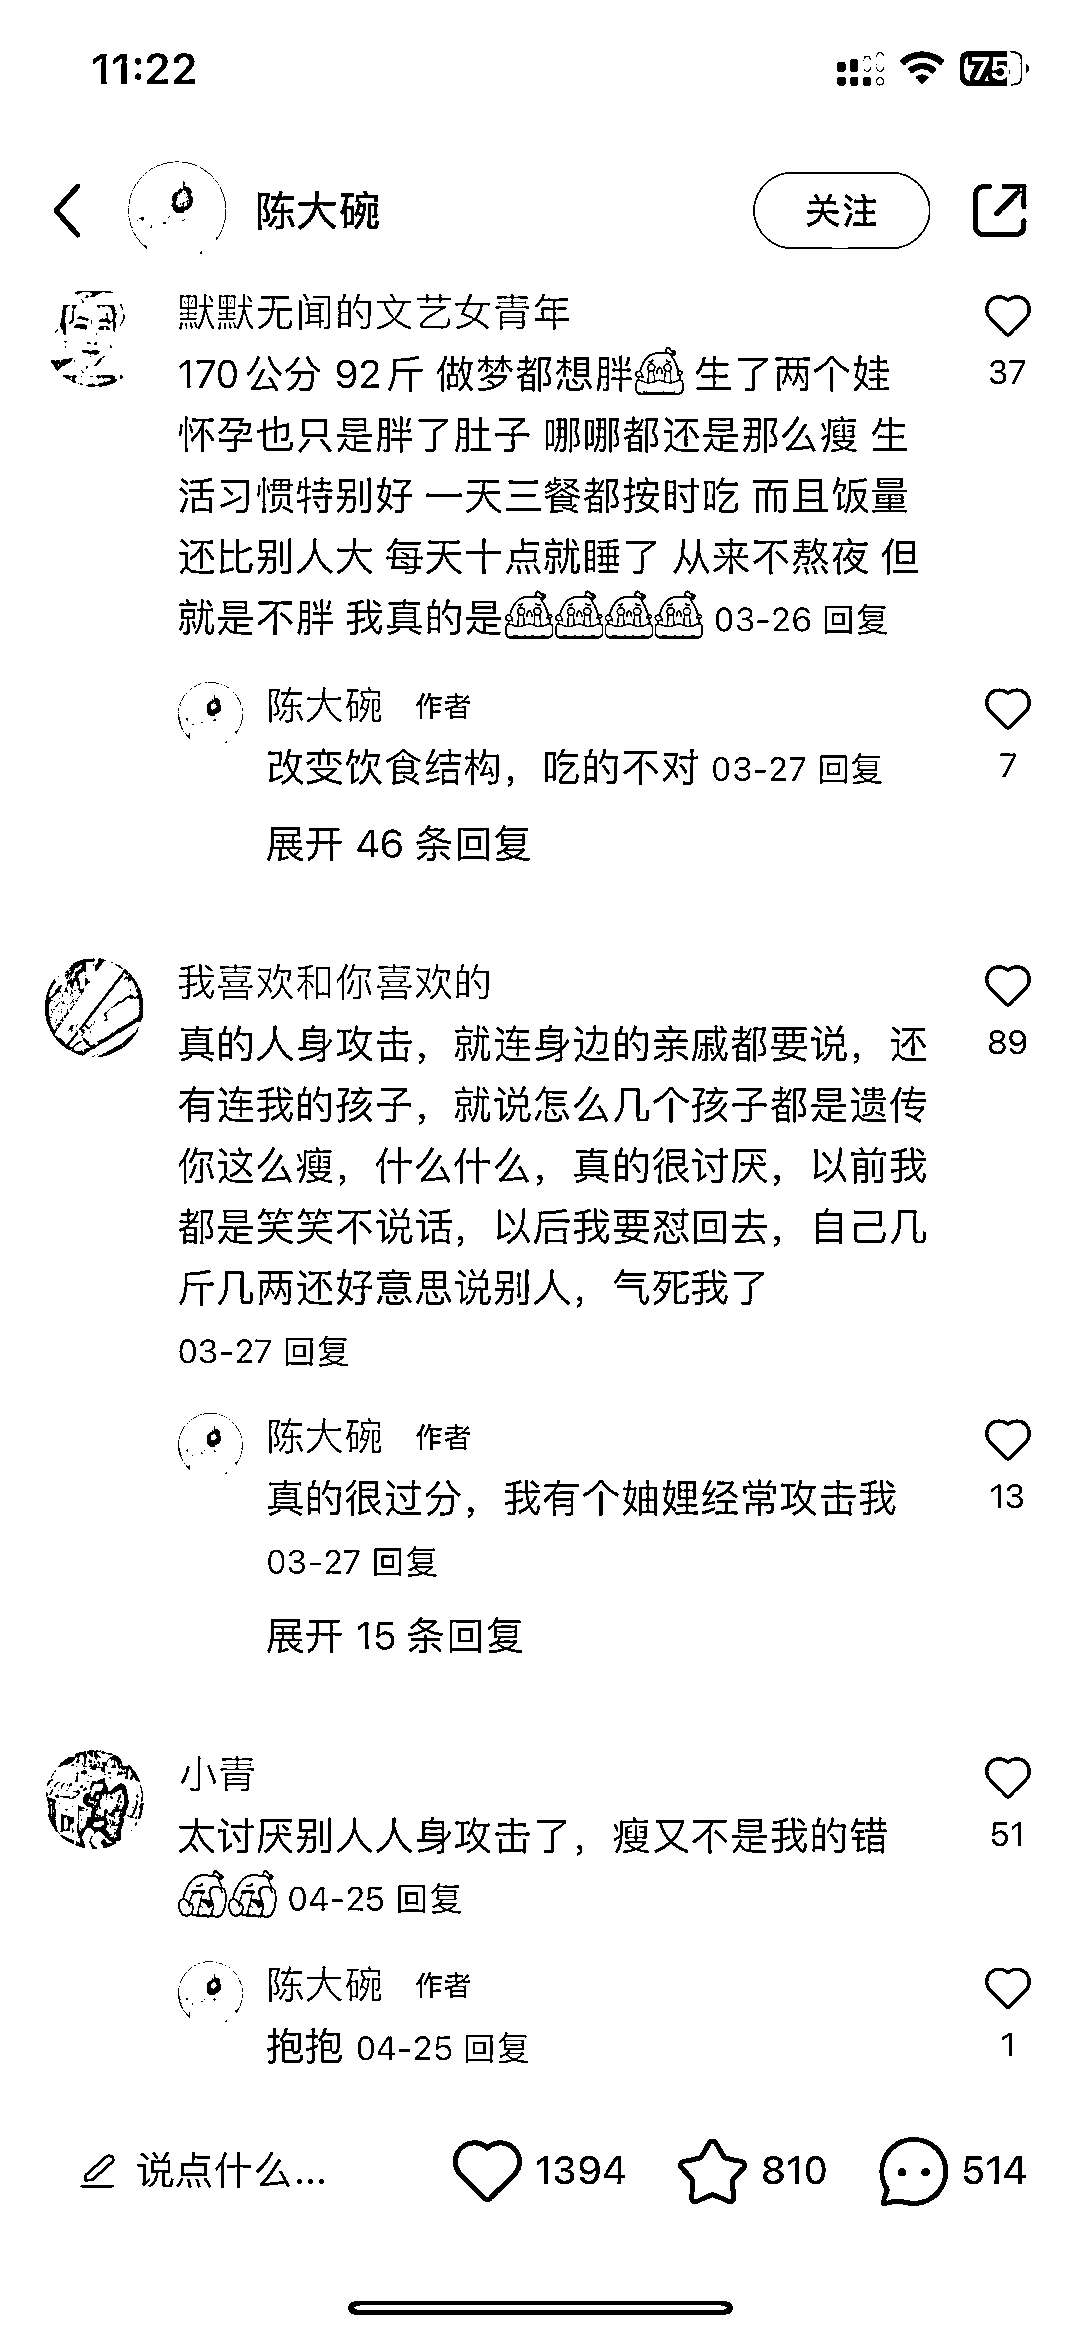 11:22
75
陈大碗
关注
默默无闻的文艺女青年
170公分 92斤 做梦都想胖 生了两个娃
37
怀孕也只是胖了肚子 哪哪都还是那么瘦 生
活习惯特别好 一天三餐都按时吃 而且饭量
还比别人大 每天十点就睡了 从来不熬夜 但
就是不胖 我真的是 03-26 回复
陈大碗 作者
改变饮食结构，吃的不对 03-27 回复
7
展开 46 条回复
我喜欢和你喜欢的
真的人身攻击，就连身边的亲戚都要说，还
89
有连我的孩子，就说怎么几个孩子都是遗传
你这么瘦，什么什么，真的很讨厌，以前我
都是笑笑不说话，以后我要怼回去，自己几
斤几两还好意思说别人，气死我了
03-27 回复
陈大碗 作者
真的很过分，我有个妯娌经常攻击我
13
03-27 回复
展开 15 条回复
小青
太讨厌别人人身攻击了，瘦又不是我的错
51
04-25 回复
陈大碗 作者
抱抱 04-25 回复
1
说点什么...
1394
810
514